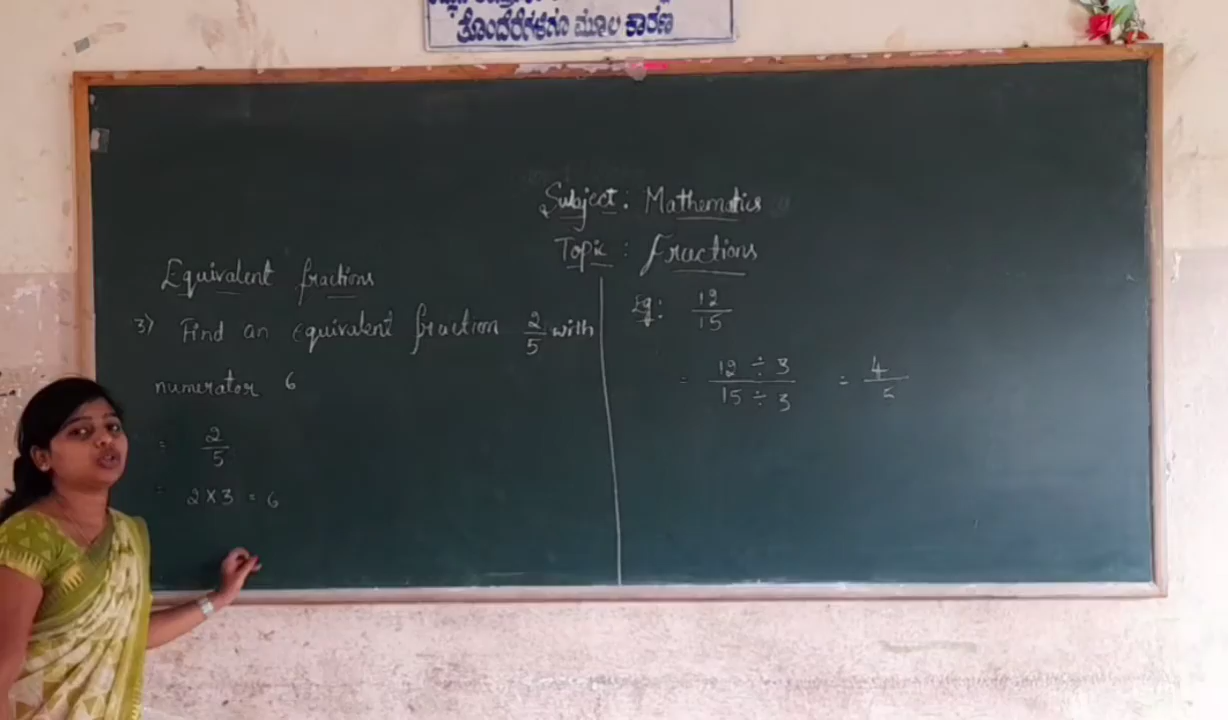 ತೊಂದರೆಗಳಿಗೂ ಮೂಲ ಕಾರಣ
Subject: Mathematics
Topic: Fractions
Equivalent fractions
3) Find an equivalent fraction 2/5 with
numerator 6
= 2/5
= 2×3 = 6
Eg: 12/15
= 12÷3/15÷3 = 4/5